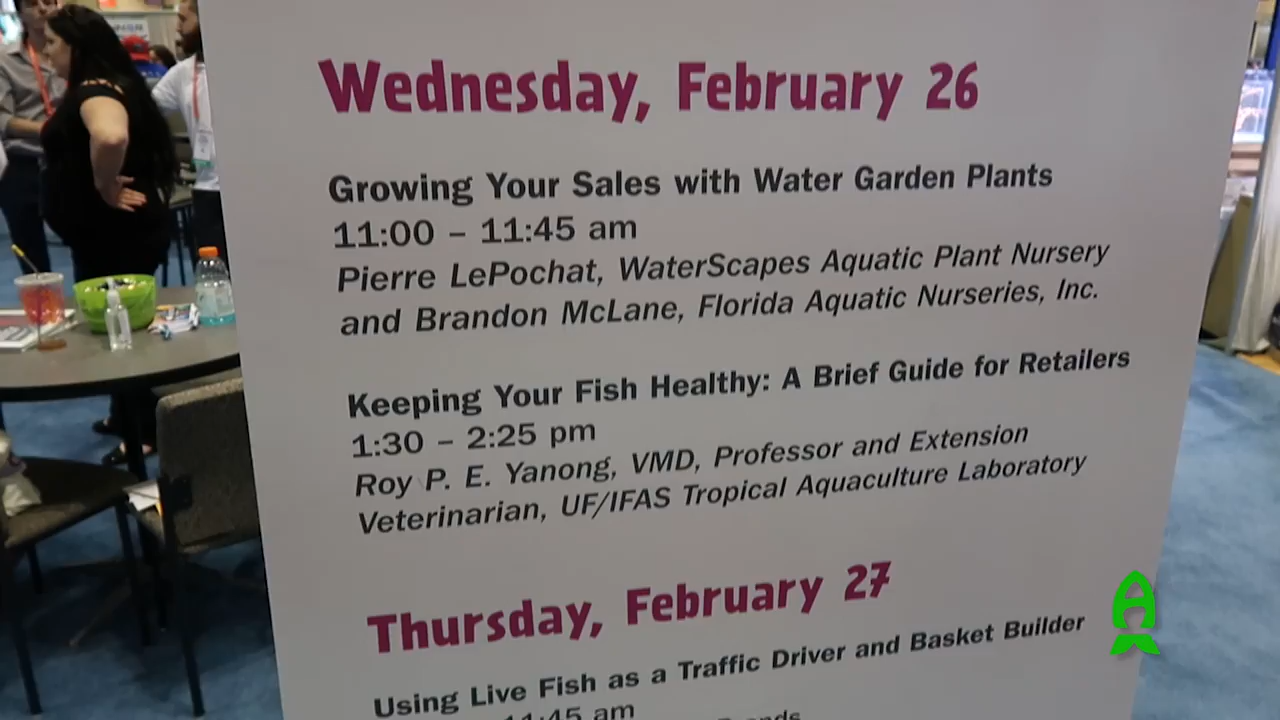 Wednesday, February 26
Growing Your Sales with Water Garden Plants
11:00 – 11:45 am
Pierre LePochat, WaterScapes Aquatic Plant Nursery
and Brandon McLane, Florida Aquatic Nurseries, Inc.
Keeping Your Fish Healthy: A Brief Guide for Retailers
1:30 – 2:25 pm
Roy P. E. Yanong, VMD, Professor and Extension
Veterinarian, UF/IFAS Tropical Aquaculture Laboratory
Thursday, February 27
Using Live Fish as a Traffic Driver and Basket Builder
11:45 am